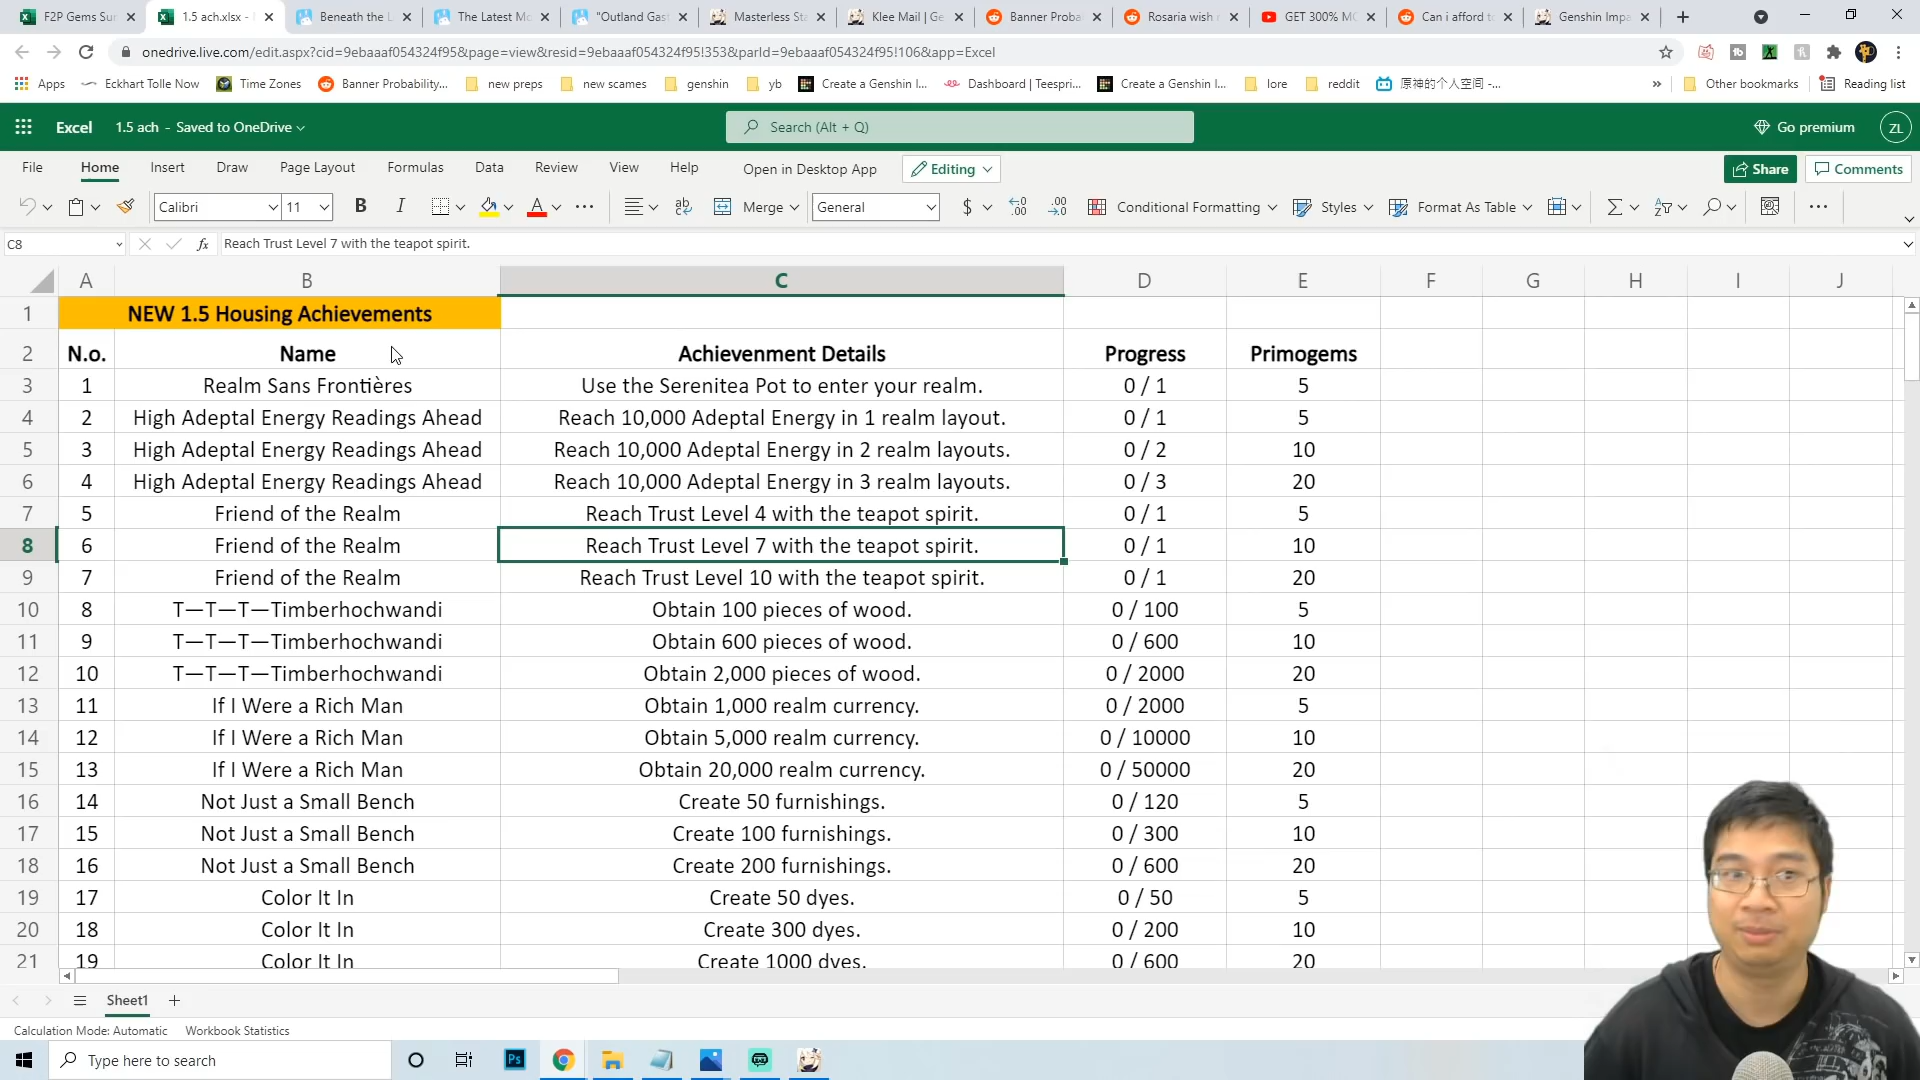 F2P Gems Sur
1.5 ach.xlsx -
Beneath the L
The Latest Mo
"Outland Gast
Masterless Sta
Klee Mail | Ge
Banner Proba
Rosaria wish r
GET 300% MO
Can i afford to
Genshin Impa
onedrive.live.com/edit.aspx?cid=9ebaaaf054324f95&page=view&resid=9ebaaaf054324f95!353&parId=9ebaaaf054324f95!106&app=Excel
Apps
Eckhart Tolle Now
Time Zones
Banner Probability...
new preps
new scames
genshin
yb
Create a Genshin I...
Dashboard | Teespri...
Create a Genshin I...
lore
reddit
原神的个人空间 -...
»
Other bookmarks
Reading list
Excel
1.5 ach - Saved to OneDrive
Search (Alt + Q)
Go premium
ZL
File
Home
Insert
Draw
Page Layout
Formulas
Data
Review
View
Help
Open in Desktop App
Editing
Share
Comments
Calibri
11
B
I
A
Merge
General
$
Conditional Formatting
Styles
Format As Table
C8
fx
Reach Trust Level 7 with the teapot spirit.
A B C D E F G H I J
1 NEW 1.5 Housing Achievements
2 N.o. Name Achievenment Details Progress Primogems
3 1 Realm Sans Frontières Use the Serenitea Pot to enter your realm. 0 / 1 5
4 2 High Adeptal Energy Readings Ahead Reach 10,000 Adeptal Energy in 1 realm layout. 0 / 1 5
5 3 High Adeptal Energy Readings Ahead Reach 10,000 Adeptal Energy in 2 realm layouts. 0 / 2 10
6 4 High Adeptal Energy Readings Ahead Reach 10,000 Adeptal Energy in 3 realm layouts. 0 / 3 20
7 5 Friend of the Realm Reach Trust Level 4 with the teapot spirit. 0 / 1 5
8 6 Friend of the Realm Reach Trust Level 7 with the teapot spirit. 0 / 1 10
9 7 Friend of the Realm Reach Trust Level 10 with the teapot spirit. 0 / 1 20
10 8 T—T—T—Timberhochwandi Obtain 100 pieces of wood. 0 / 100 5
11 9 T—T—T—Timberhochwandi Obtain 600 pieces of wood. 0 / 600 10
12 10 T—T—T—Timberhochwandi Obtain 2,000 pieces of wood. 0 / 2000 20
13 11 If I Were a Rich Man Obtain 1,000 realm currency. 0 / 2000 5
14 12 If I Were a Rich Man Obtain 5,000 realm currency. 0 / 10000 10
15 13 If I Were a Rich Man Obtain 20,000 realm currency. 0 / 50000 20
16 14 Not Just a Small Bench Create 50 furnishings. 0 / 120 5
17 15 Not Just a Small Bench Create 100 furnishings. 0 / 300 10
18 16 Not Just a Small Bench Create 200 furnishings. 0 / 600 20
19 17 Color It In Create 50 dyes. 0 / 50 5
20 18 Color It In Create 300 dyes. 0 / 200 10
21 19 Color It In Create 1000 dyes. 0 / 600 20
Sheet1
Calculation Mode: Automatic Workbook Statistics
Type here to search
Ps